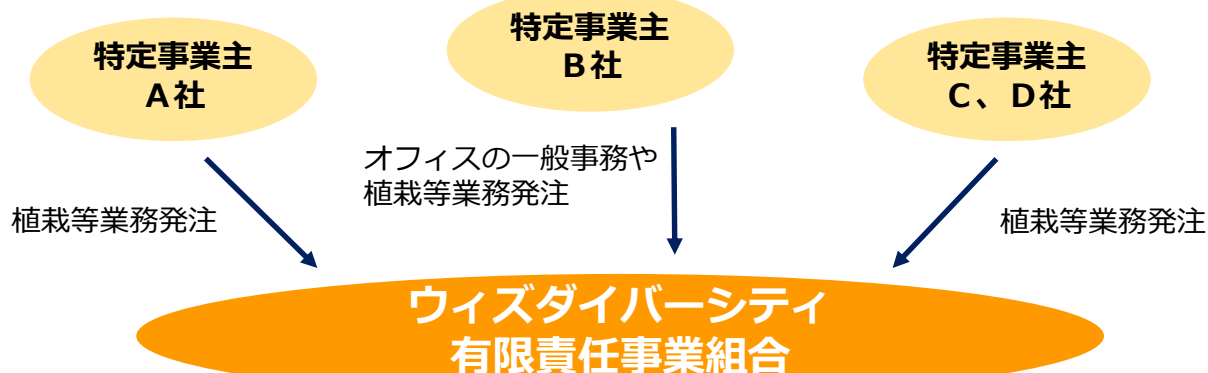 特定事業主
A社
特定事業主
B社
特定事業主
C、D社
オフィスの一般事務や
植栽等業務発注
植栽等業務発注
植栽等業務発注
ウィズダイバーシティ
有限責任事業組合